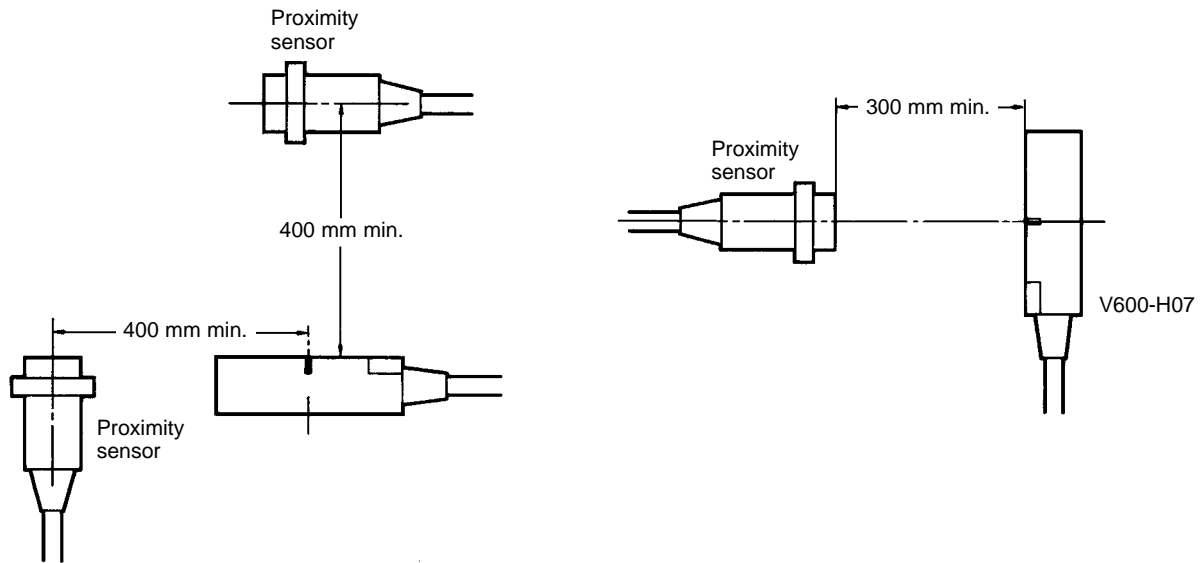 Proximity
sensor
400 mm min.
400 mm min.
Proximity
sensor
300 mm min.
Proximity
sensor
V600-H07